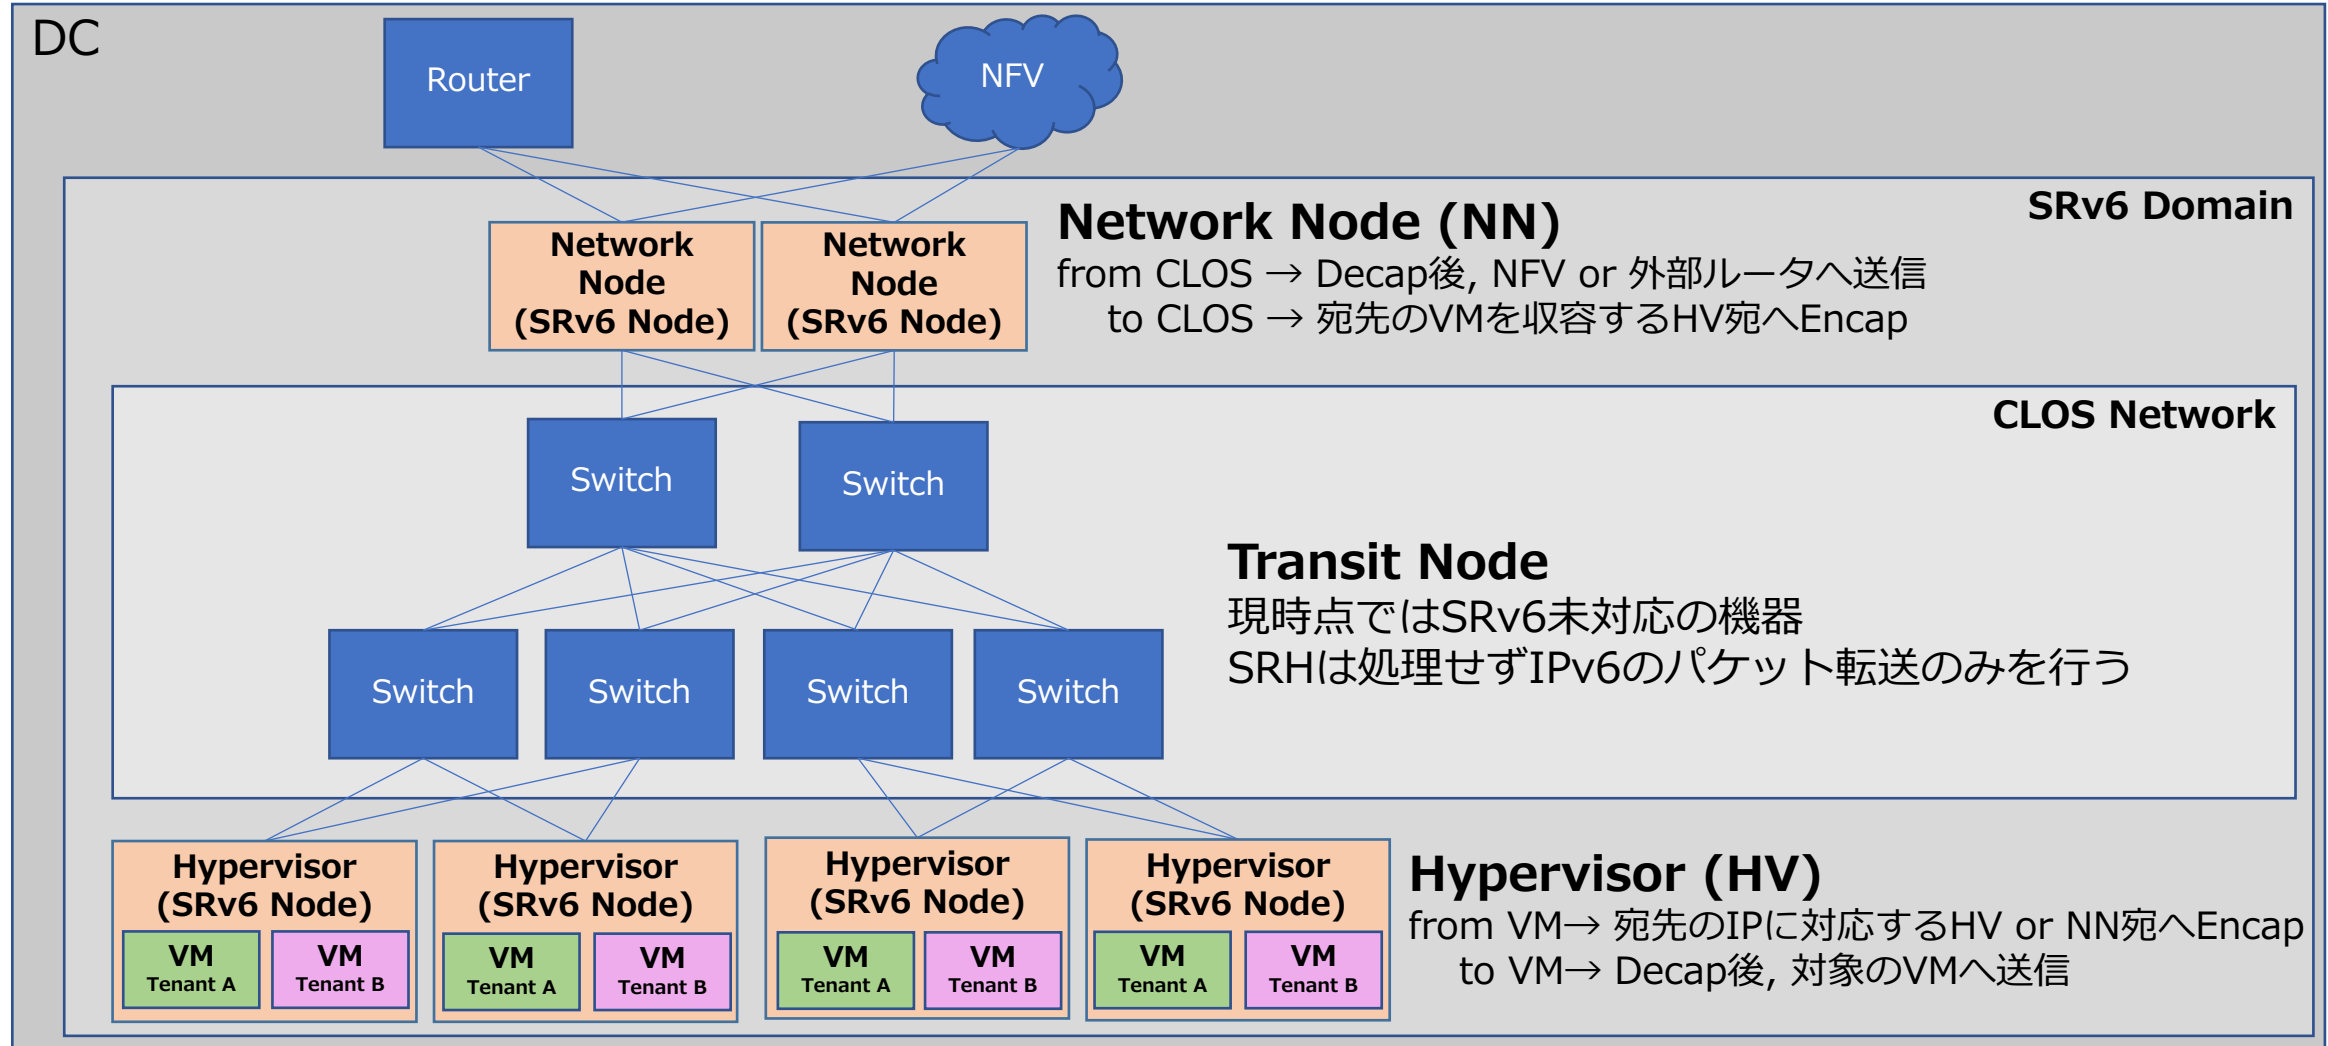 DC
Router
NFV
SRv6 Domain
Network
Node
(SRv6 Node)
Network
Node
(SRv6 Node)
Network Node (NN)
from CLOS → Decap後, NFV or 外部ルータへ送信
to CLOS → 宛先のVMを収容するHV宛へEncap
CLOS Network
Switch
Switch
Transit Node
現時点ではSRv6未対応の機器
SRHは処理せずIPv6のパケット転送のみを行う
Switch
Switch
Switch
Switch
Hypervisor
(SRv6 Node)
VM
Tenant A
VM
Tenant B
Hypervisor
(SRv6 Node)
VM
Tenant A
VM
Tenant B
Hypervisor
(SRv6 Node)
VM
Tenant A
VM
Tenant B
Hypervisor
(SRv6 Node)
VM
Tenant A
VM
Tenant B
Hypervisor (HV)
from VM→ 宛先のIPに対応するHV or NN宛へEncap
to VM→ Decap後, 対象のVMへ送信